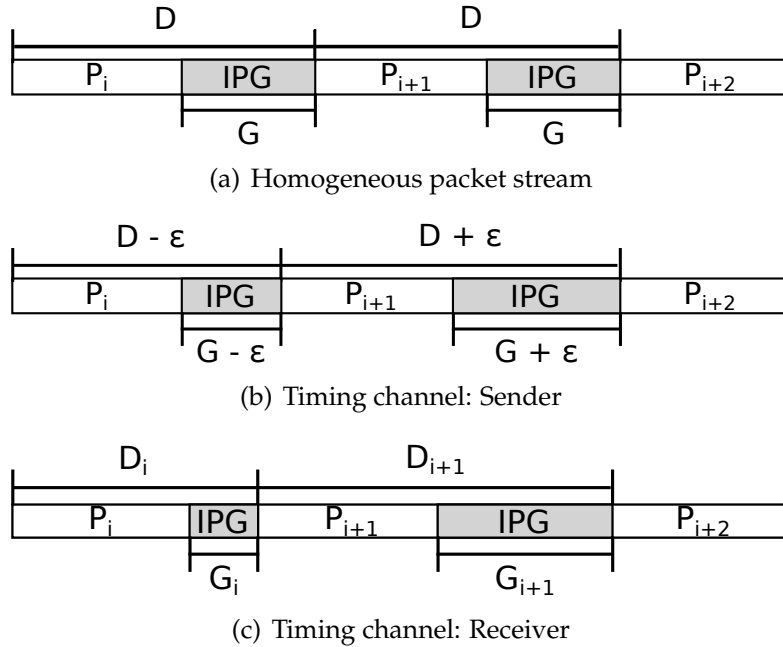 D D
P_i IPG P_{i+1} IPG P_{i+2}
G G
(a) Homogeneous packet stream
D - ε D + ε
P_i IPG P_{i+1} IPG P_{i+2}
G - ε G + ε
(b) Timing channel: Sender
D_i D_{i+1}
P_i IPG P_{i+1} IPG P_{i+2}
G_i G_{i+1}
(c) Timing channel: Receiver